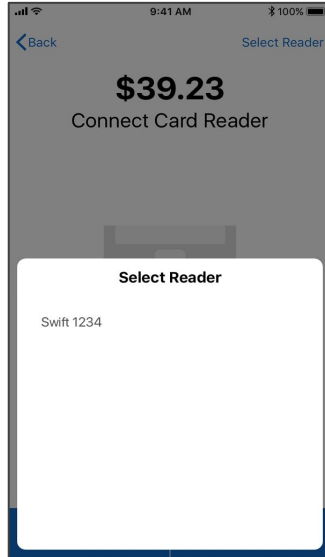 9:41 AM
100%
Back
Select Reader
$39.23
Connect Card Reader
Select Reader
Swift 1234